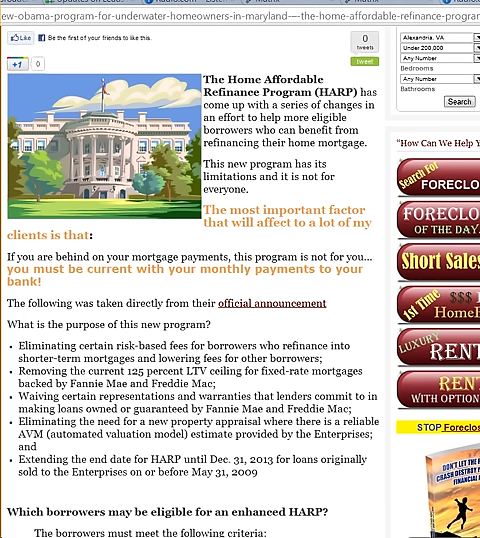 ew-obama-program-for-underwater-homeowners-in-maryland-—the-home-affordable-refinance-program
Like
Be the first of your friends to like this.
0
tweets
tweet
+1
0
The Home Affordable
Refinance Program (HARP) has
come up with a series of changes in
an effort to help more eligible
borrowers who can benefit from
refinancing their home mortgage.
This new program has its
limitations and it is not for
everyone.
The most important factor
that will affect to a lot of my
clients is that:
If you are behind on your mortgage payments, this program is not for you...
you must be current with your monthly payments to your
bank!
The following was taken directly from their official announcement
What is the purpose of this new program?
• Eliminating certain risk-based fees for borrowers who refinance into
shorter-term mortgages and lowering fees for other borrowers;
• Removing the current 125 percent LTV ceiling for fixed-rate mortgages
backed by Fannie Mae and Freddie Mac;
• Waiving certain representations and warranties that lenders commit to in
making loans owned or guaranteed by Fannie Mae and Freddie Mac;
• Eliminating the need for a new property appraisal where there is a reliable
AVM (automated valuation model) estimate provided by the Enterprises;
and
• Extending the end date for HARP until Dec. 31, 2013 for loans originally
sold to the Enterprises on or before May 31, 2009
Which borrowers may be eligible for an enhanced HARP?
The borrowers must meet the following criteria:
Alexandria, VA
Under 200,000
Any Number
Bedrooms
Any Number
Bathrooms
Search
"How Can We Help Y
Search For
FORECLO
FORECLO
OF THE DAY
Short Sales
1st Time
$$$
HomeB
LUXURY
RENT
RENT
WITH OPTION
STOP Foreclos
DON'T LET THE
CRASH DESTROY
FINANCIAL